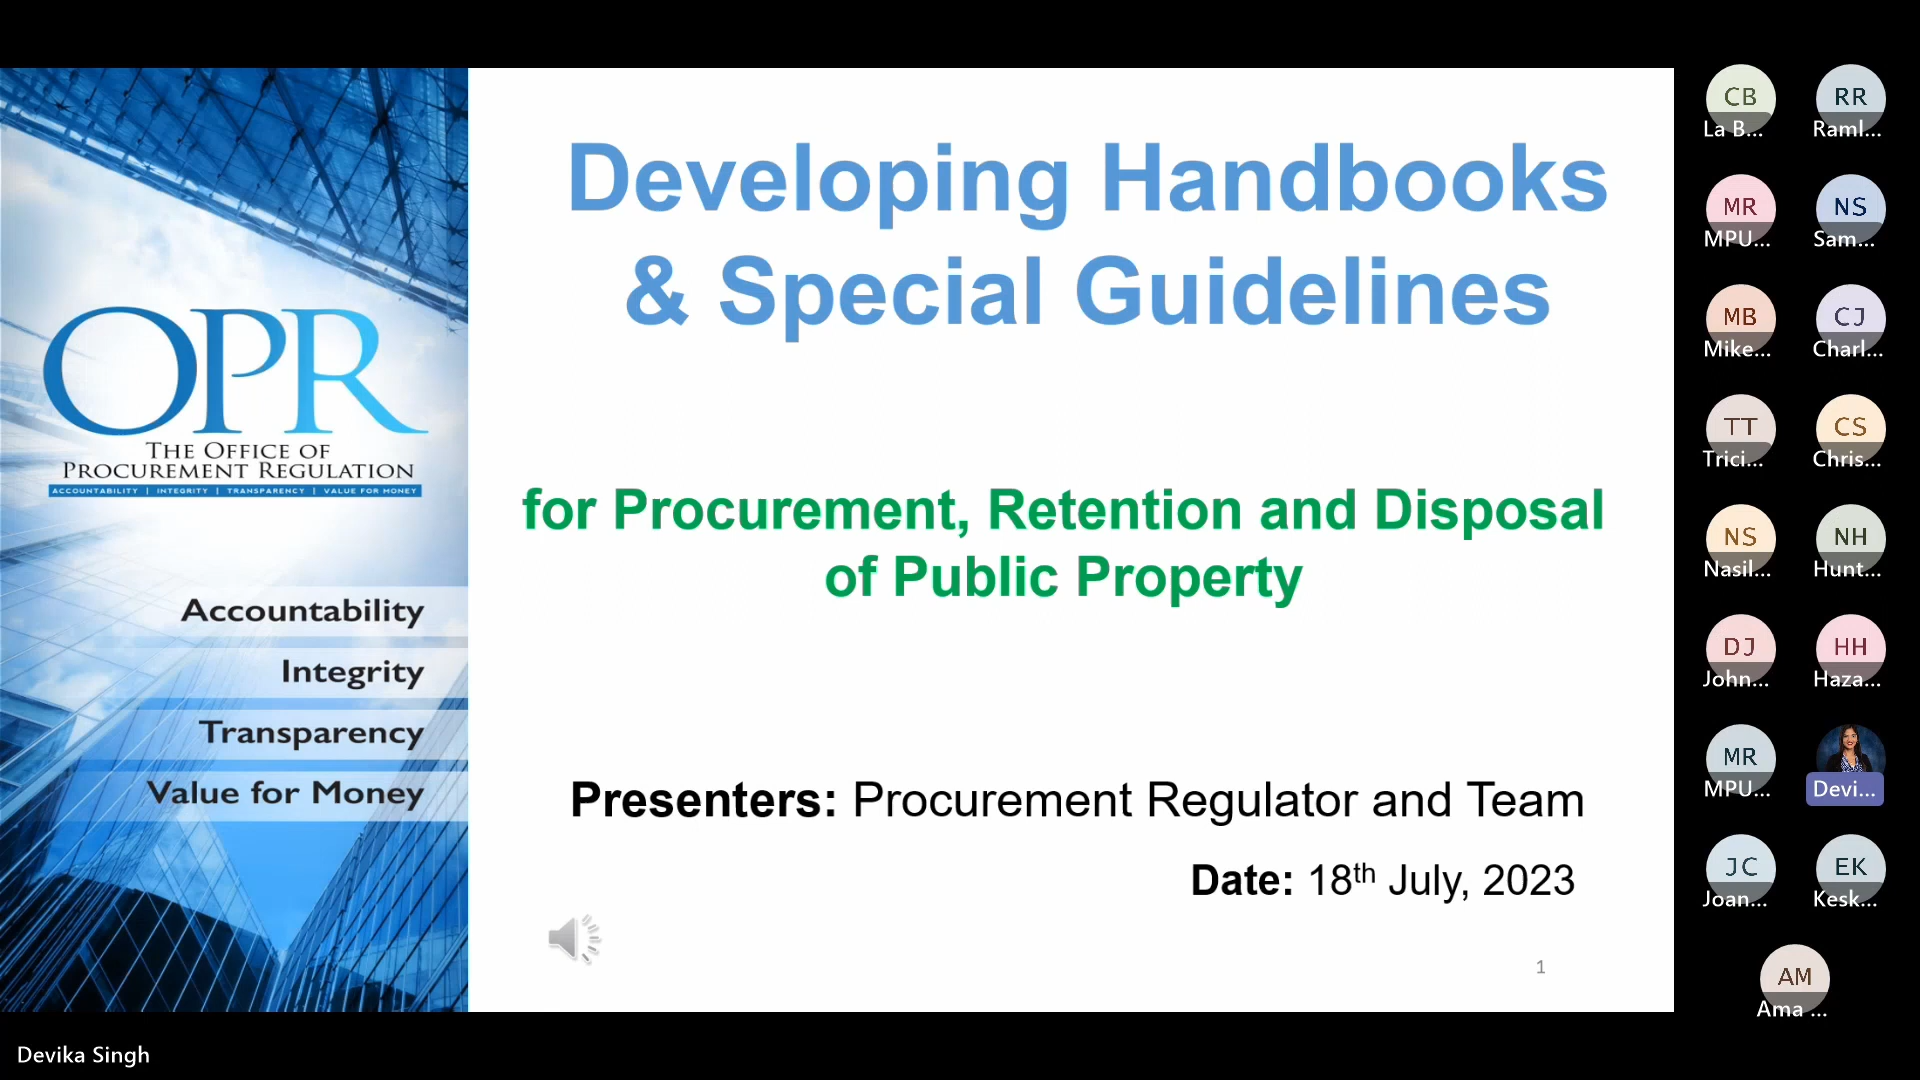 OPR
THE OFFICE OF
PROCUREMENT REGULATION
ACCOUNTABILITY | INTEGRITY | TRANSPARENCY | VALUE FOR MONEY
Accountability
Integrity
Transparency
Value for Money
Developing Handbooks
& Special Guidelines
for Procurement, Retention and Disposal
of Public Property
Presenters: Procurement Regulator and Team
Date: 18th July, 2023
1
CB
La B...
RR
Raml...
MR
MPU...
NS
Sam...
MB
Mike...
CJ
Charl...
TT
Trici...
CS
Chris...
NS
Nasil...
NH
Hunt...
DJ
John...
HH
Haza...
MR
MPU...
Devi...
JC
Joan...
EK
Kesk...
AM
Ama ...
Devika Singh